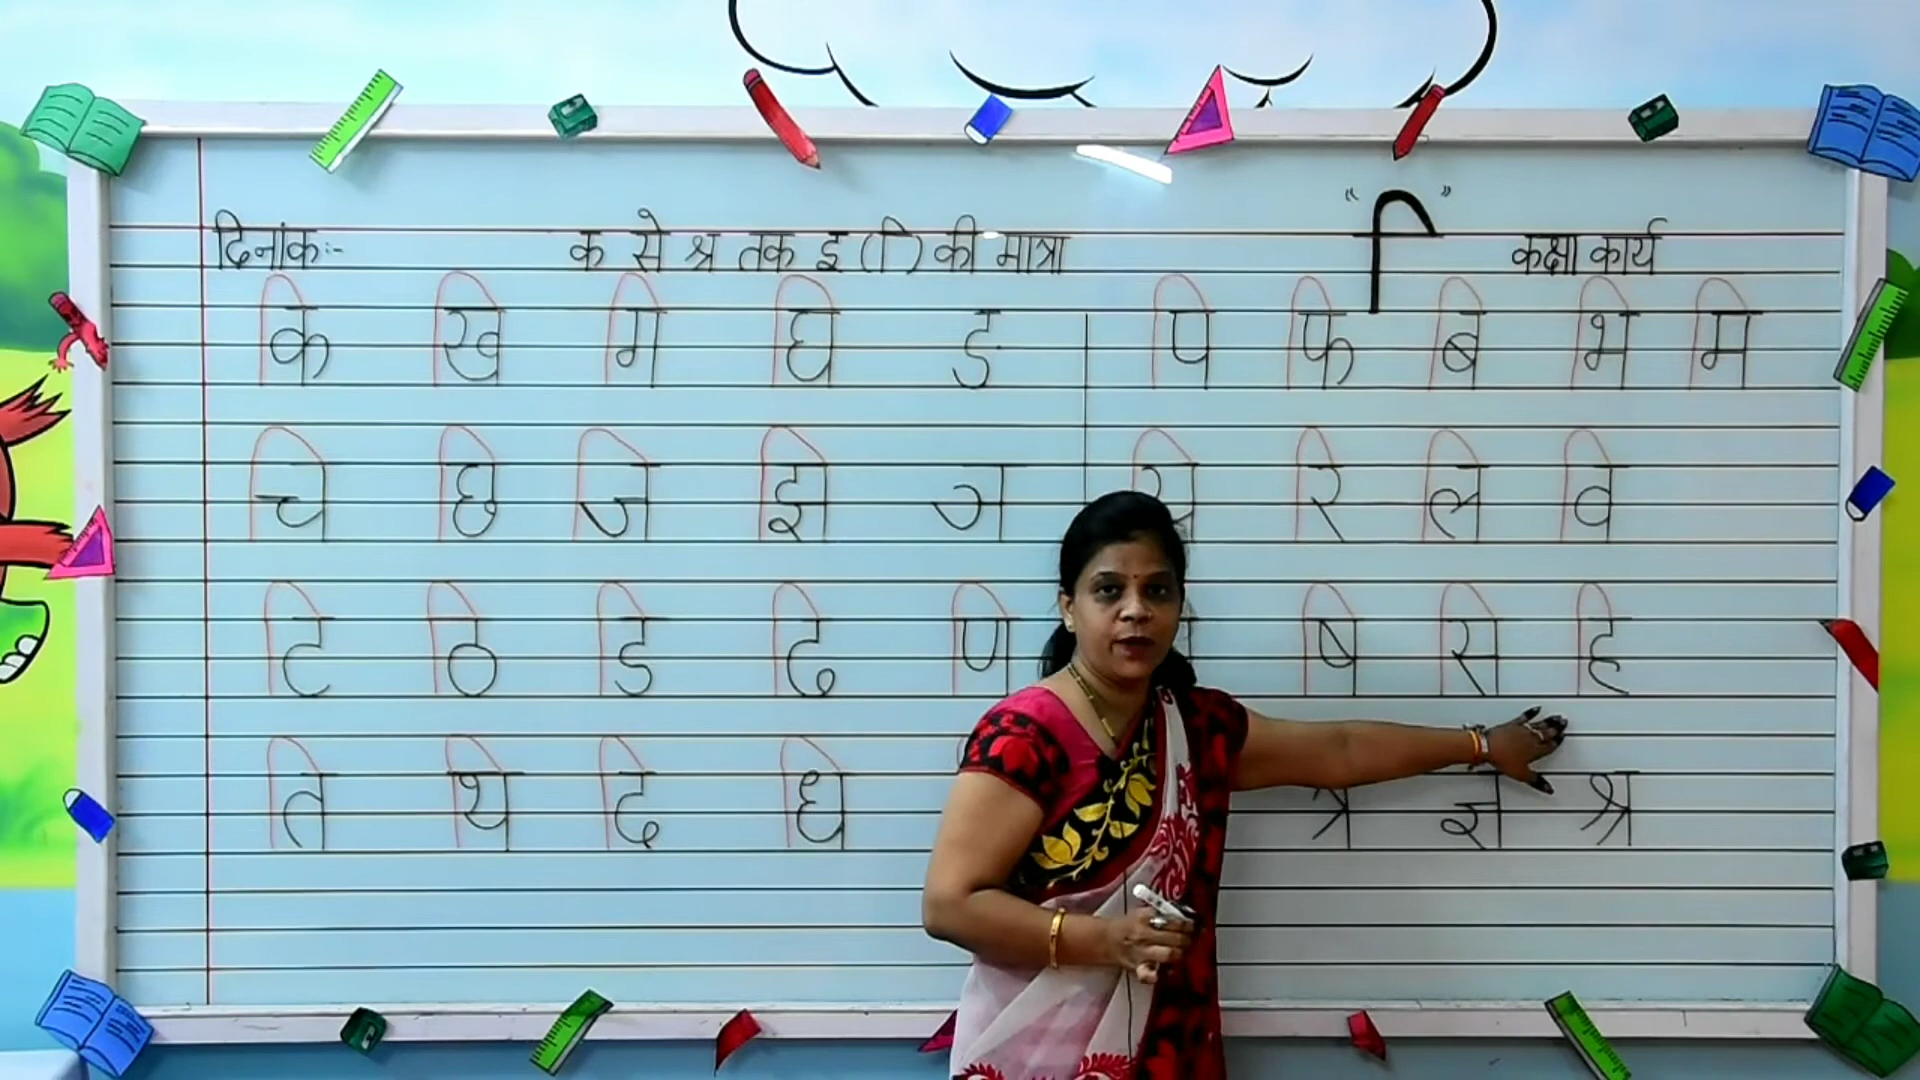 दिनांक:- क से श्र तक इ (ि) की मात्रा "ि" कक्षा कार्य
कि खि गि घि ङ पि फि बि भि मि
चि छि जि झि ञ यि रि लि वि
टि ठि डि ढि णि षि सि हि
ति थि दि धि त्र ज्ञ श्र